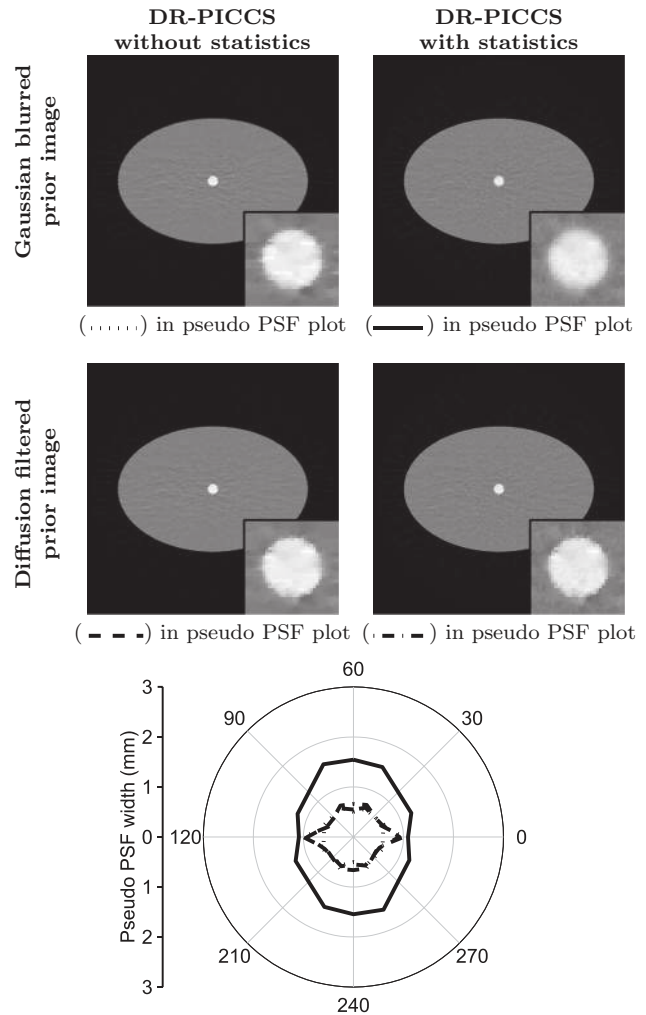 DR-PICCS
without statistics
DR-PICCS
with statistics
Gaussian blurred
prior image
(......) in pseudo PSF plot
(——) in pseudo PSF plot
Diffusion filtered
prior image
(- - -) in pseudo PSF plot
(·-·-·) in pseudo PSF plot
Pseudo PSF width (mm)
3
2
1
0
1
2
3
60
30
0
270
240
210
120
90